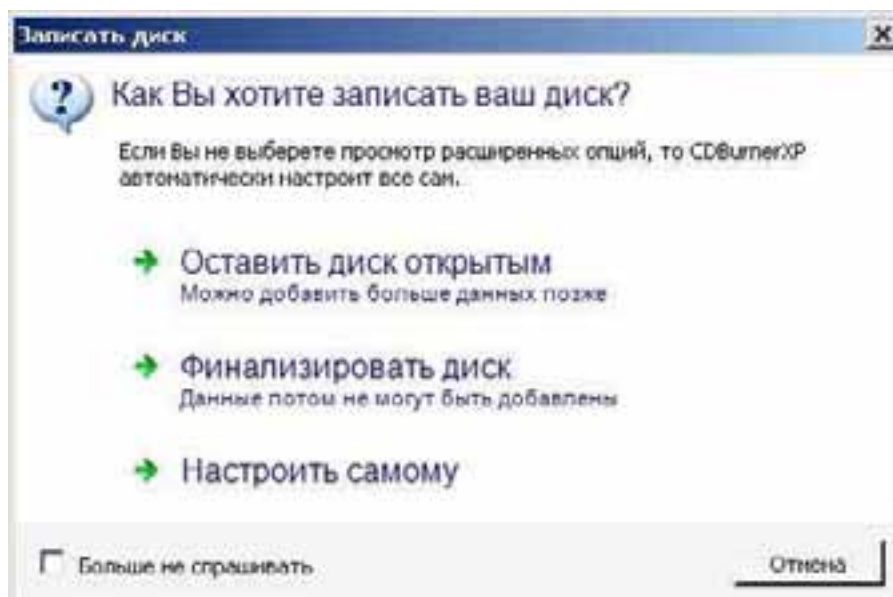 Записать диск
Как Вы хотите записать ваш диск?
Если Вы не выберете просмотр расширенных опций, то CDBurnerXP
автоматически настроит все сам.
Оставить диск открытым
Можно добавить больше данных позже
Финализировать диск
Данные потом не могут быть добавлены
Настроить самому
Больше не спрашивать
Отмена